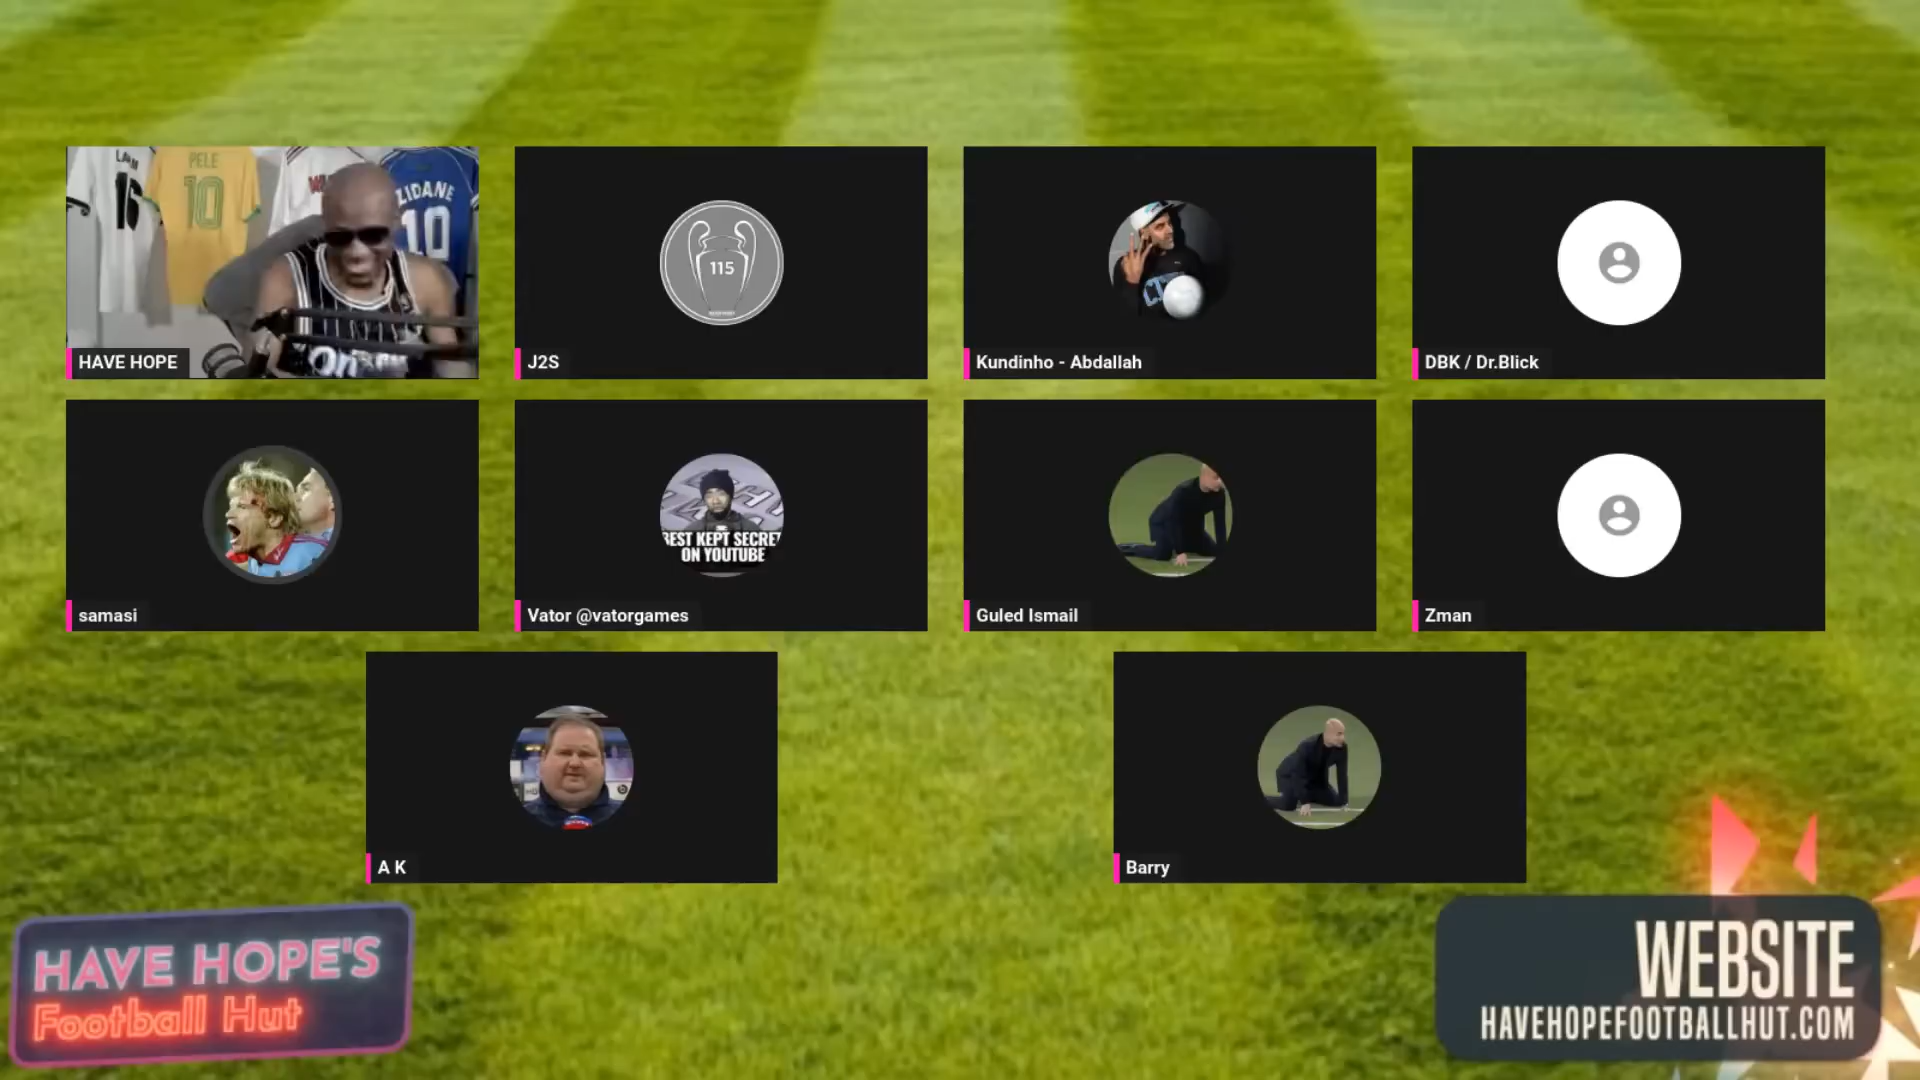 PELE
16
10
ZIDANE
10
HAVE HOPE
115
J2S
Kundinho - Abdallah
DBK / Dr.Blick
samasi
BEST KEPT SECRET
ON YOUTUBE
Vator @vatorgames
Guled Ismail
Zman
A K
Barry
HAVE HOPE'S
Football Hut
WEBSITE
HAVEHOPEFOOTBALLHUT.COM